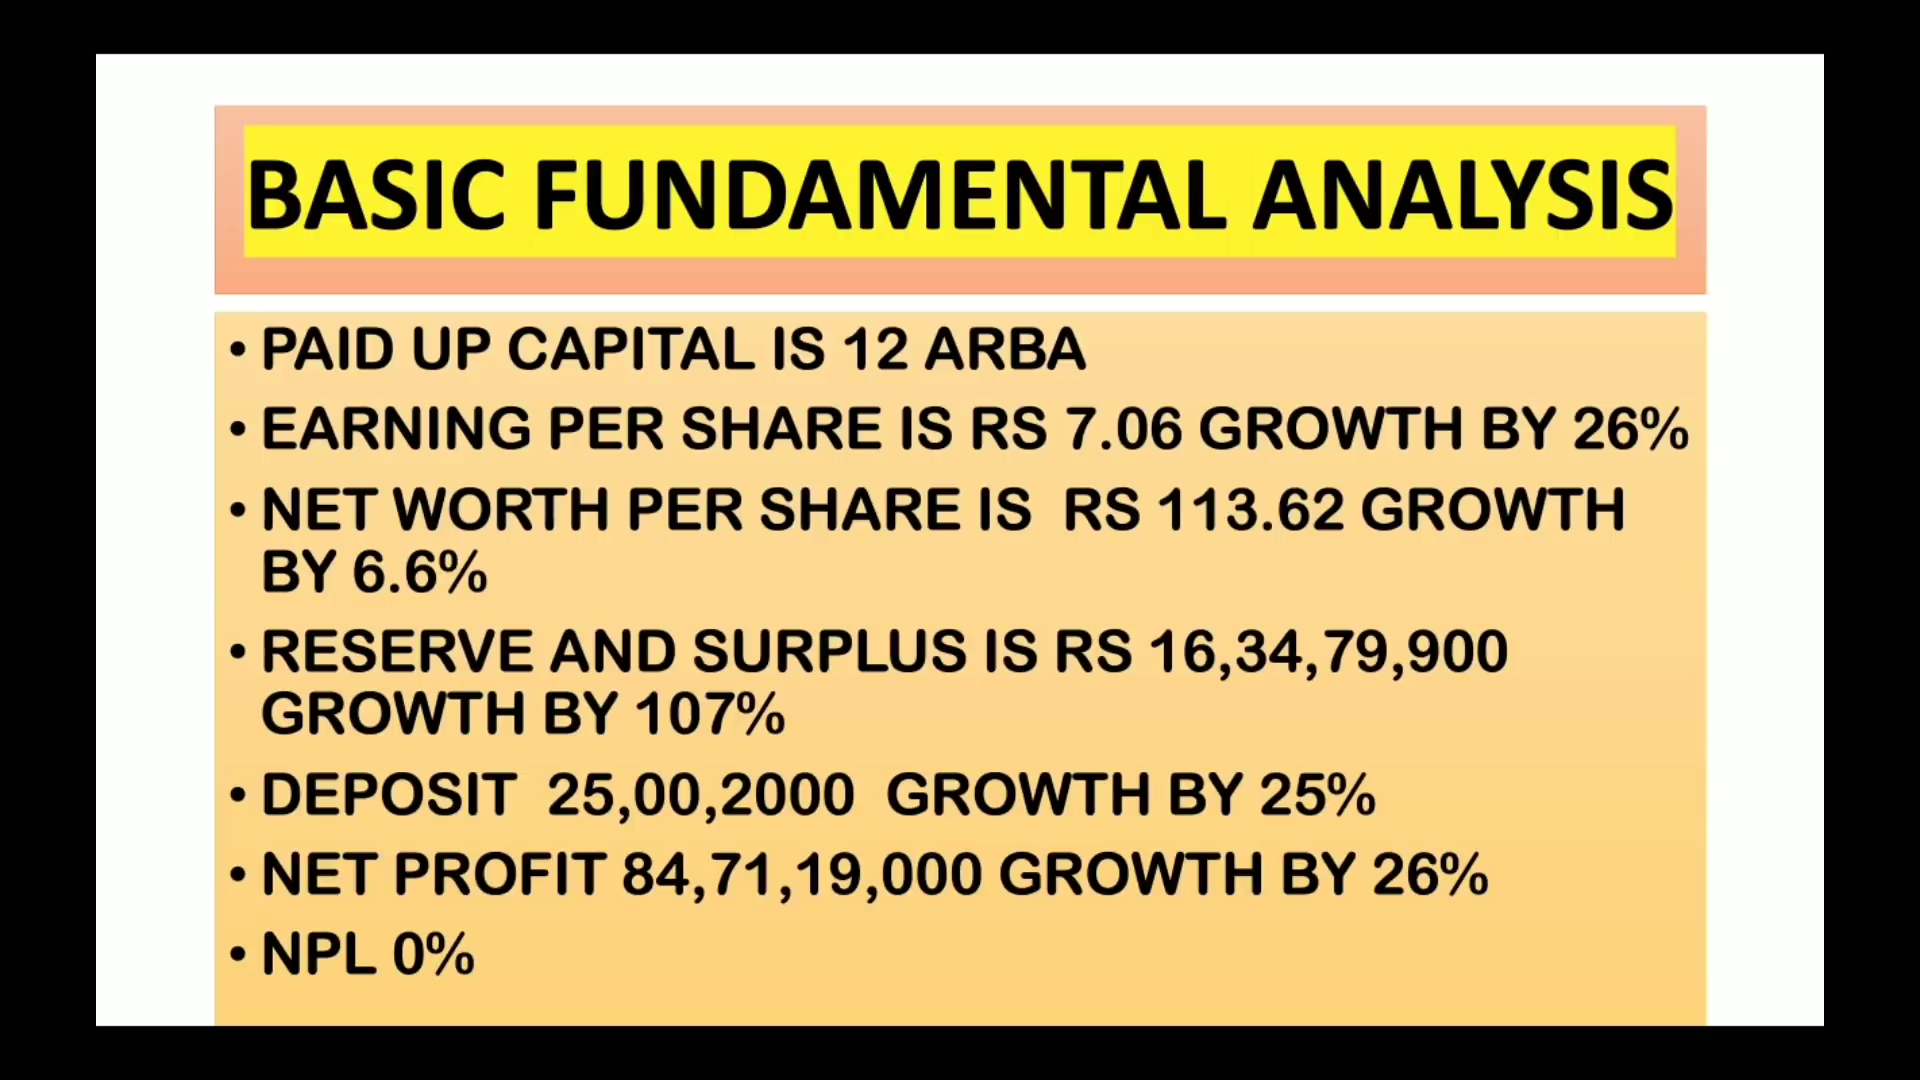 BASIC FUNDAMENTAL ANALYSIS
• PAID UP CAPITAL IS 12 ARBA
• EARNING PER SHARE IS RS 7.06 GROWTH BY 26%
• NET WORTH PER SHARE IS RS 113.62 GROWTH
BY 6.6%
• RESERVE AND SURPLUS IS RS 16,34,79,900
GROWTH BY 107%
• DEPOSIT 25,00,2000 GROWTH BY 25%
• NET PROFIT 84,71,19,000 GROWTH BY 26%
• NPL 0%